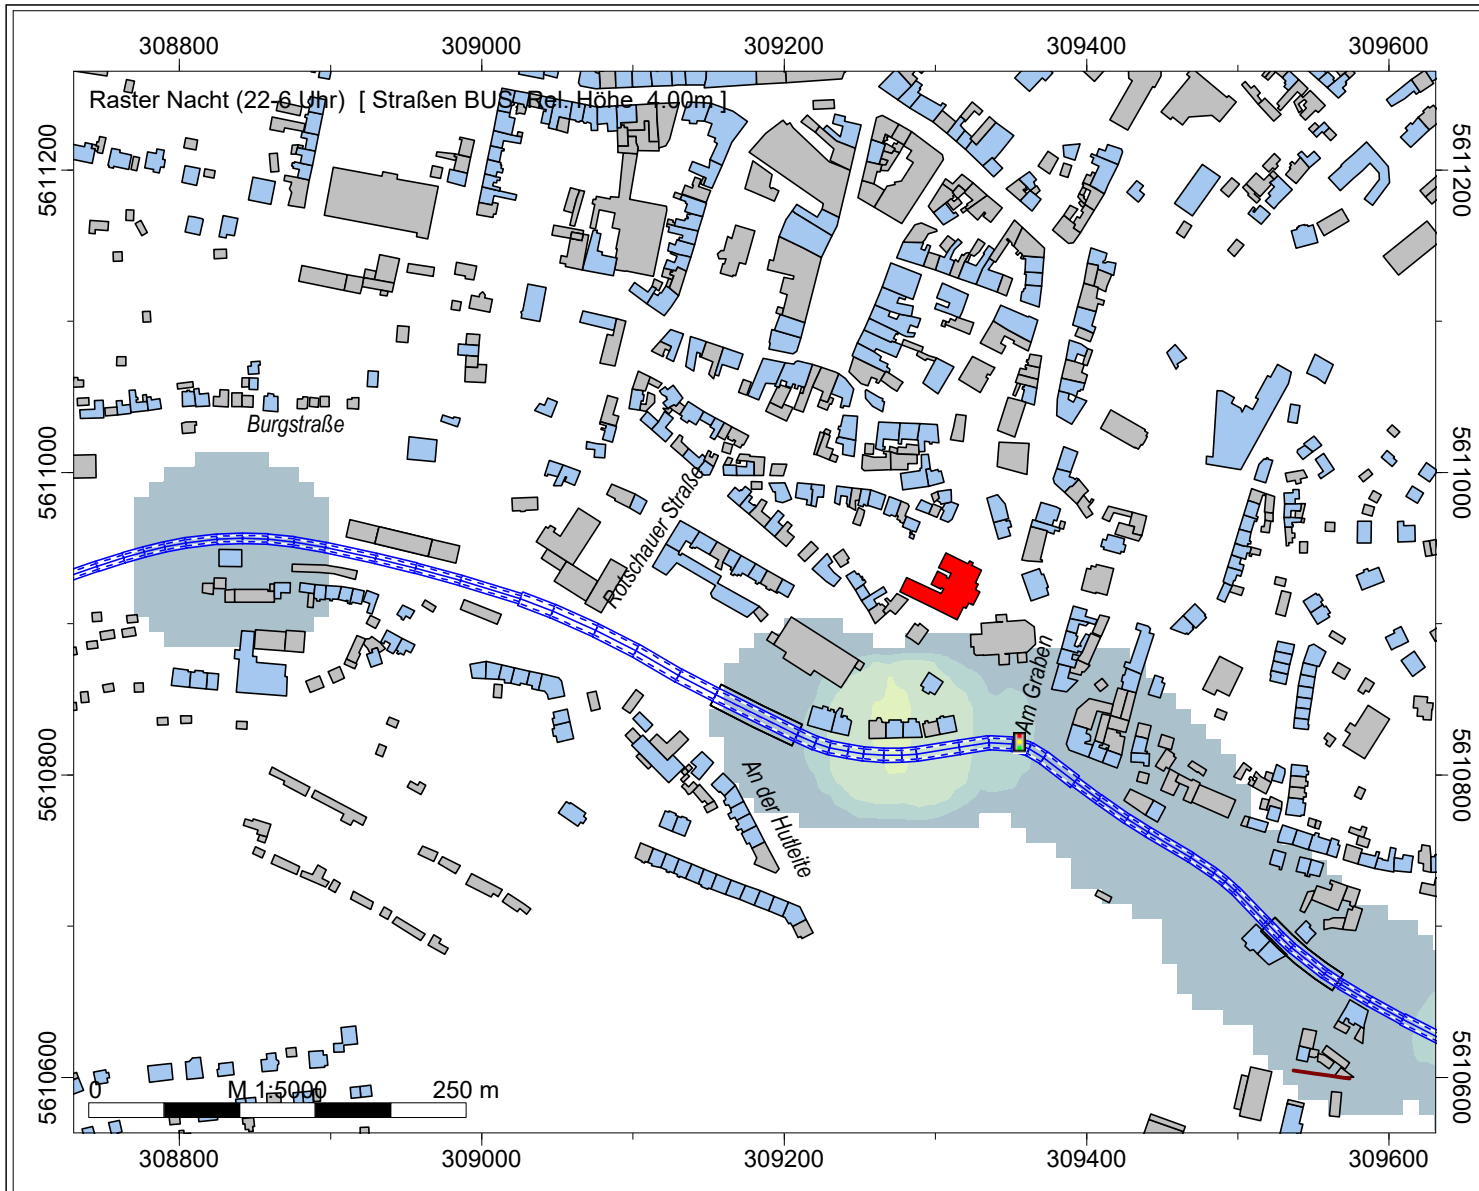 308800 309000 309200 309400 309600
Raster Nacht (22-6 Uhr) [ Straßen BUS, Rel. Höhe 4.00m ]
5611200 5611200
Burgstraße
5611000 5611000
Rotschauer Straße
Am Graben
5610800 5610800
An der Hutleite
5610600 5610600
0 M 1:5000 250 m
308800 309000 309200 309400 309600